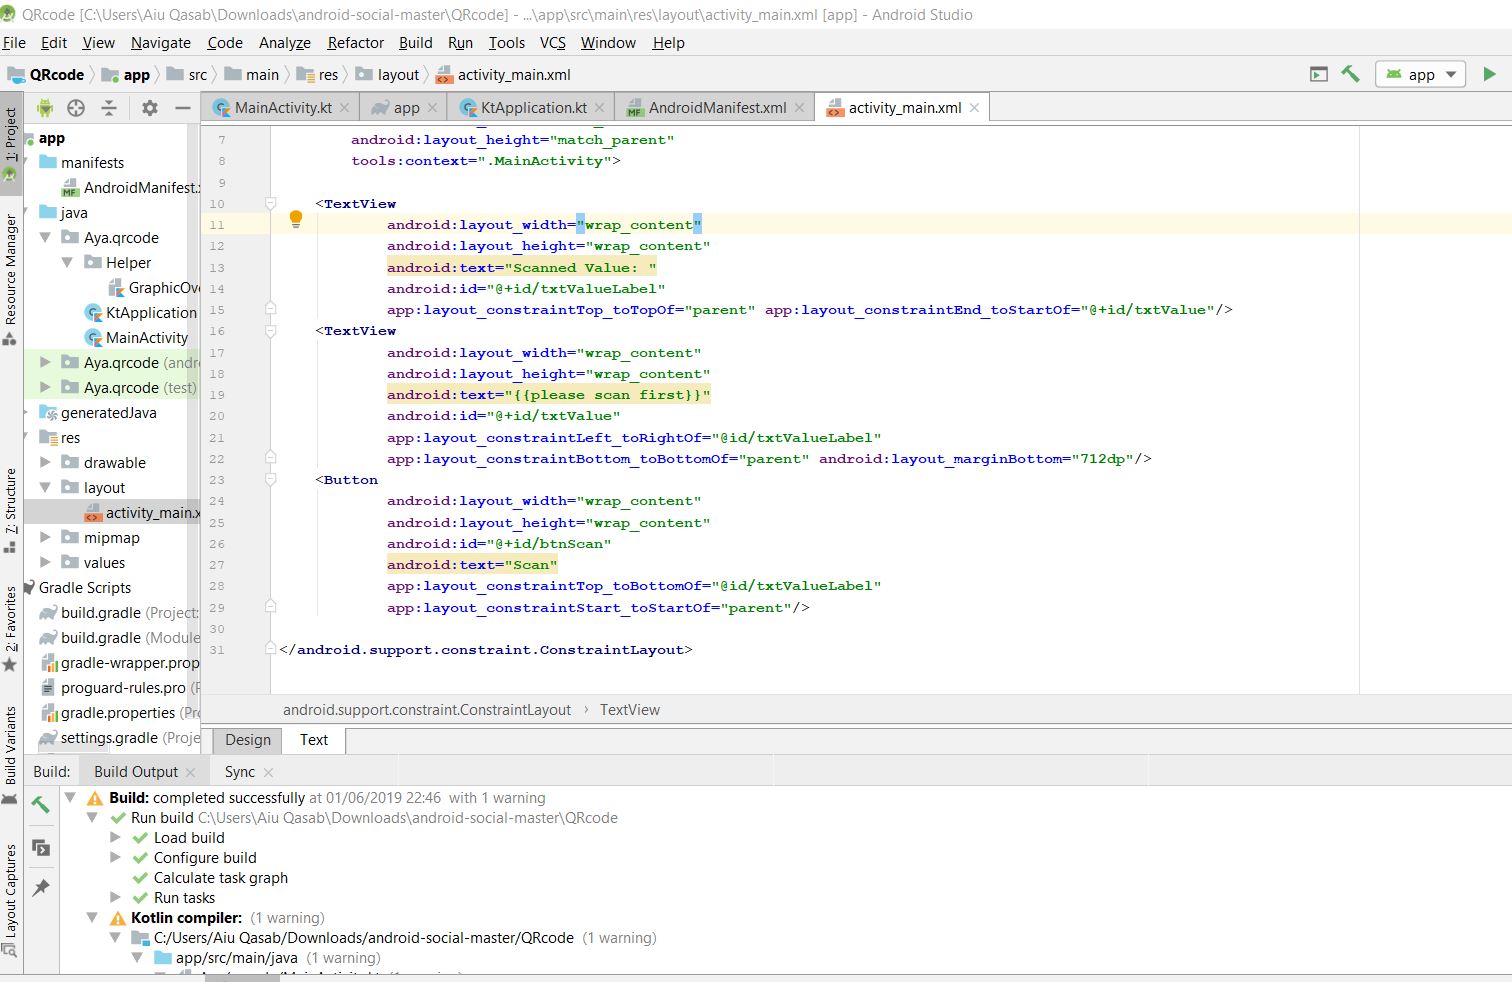 QRcode [C:\Users\Aiu Qasab\Downloads\android-social-master\QRcode] - ...\app\src\main\res\layout\activity_main.xml [app] - Android Studio
File Edit View Navigate Code Analyze Refactor Build Run Tools VCS Window Help
QRcode app src main res layout activity_main.xml app
MainActivity.kt app KtApplication.kt AndroidManifest.xml activity_main.xml
1: Project
Resource Manager
7: Structure
2: Favorites
Build Variants
Layout Captures
app
manifests
AndroidManifest.
java
Aya.qrcode
Helper
GraphicOv
KtApplication
MainActivity
Aya.qrcode (andr
Aya.qrcode (test)
generatedJava
res
drawable
layout
activity_main.x
mipmap
values
Gradle Scripts
build.gradle (Project:
build.gradle (Module
gradle-wrapper.prop
proguard-rules.pro (P
gradle.properties (Pro
settings.gradle (Proje
7 android:layout_height="match_parent"
8 tools:context=".MainActivity">
9
10 <TextView
11 android:layout_width="wrap_content"
12 android:layout_height="wrap_content"
13 android:text="Scanned Value: "
14 android:id="@+id/txtValueLabel"
15 app:layout_constraintTop_toTopOf="parent" app:layout_constraintEnd_toStartOf="@+id/txtValue"/>
16 <TextView
17 android:layout_width="wrap_content"
18 android:layout_height="wrap_content"
19 android:text="{{please scan first}}"
20 android:id="@+id/txtValue"
21 app:layout_constraintLeft_toRightOf="@id/txtValueLabel"
22 app:layout_constraintBottom_toBottomOf="parent" android:layout_marginBottom="712dp"/>
23 <Button
24 android:layout_width="wrap_content"
25 android:layout_height="wrap_content"
26 android:id="@+id/btnScan"
27 android:text="Scan"
28 app:layout_constraintTop_toBottomOf="@id/txtValueLabel"
29 app:layout_constraintStart_toStartOf="parent"/>
30
31 </android.support.constraint.ConstraintLayout>
android.support.constraint.ConstraintLayout › TextView
Design Text
Build: Build Output Sync
Build: completed successfully at 01/06/2019 22:46 with 1 warning
Run build C:\Users\Aiu Qasab\Downloads\android-social-master\QRcode
Load build
Configure build
Calculate task graph
Run tasks
Kotlin compiler: (1 warning)
C:/Users/Aiu Qasab/Downloads/android-social-master/QRcode (1 warning)
app/src/main/java (1 warning)